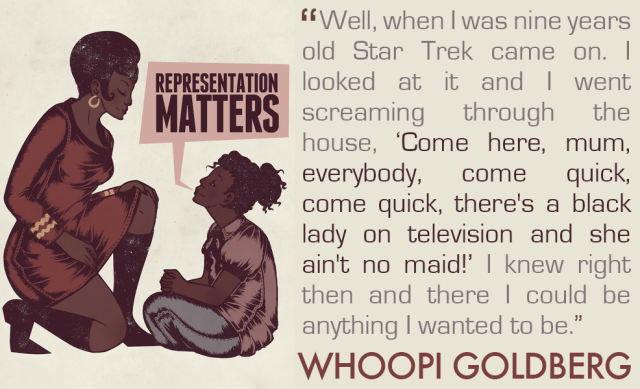 REPRESENTATION
MATTERS
“Well, when I was nine years
old Star Trek came on. I
looked at it and I went
screaming through the
house, ‘Come here, mum,
everybody, come quick,
come quick, there's a black
lady on television and she
ain't no maid!’ I knew right
then and there I could be
anything I wanted to be.”
WHOOPI GOLDBERG